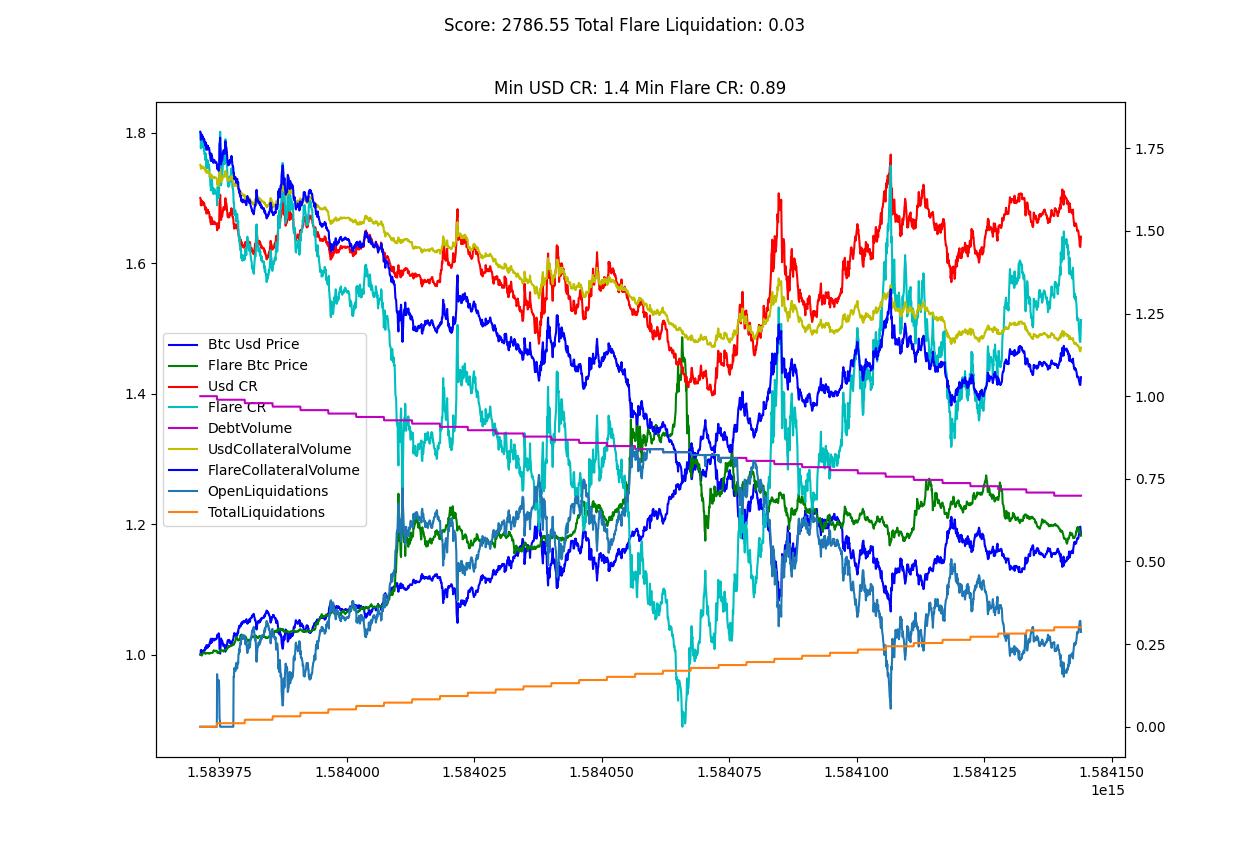 Score: 2786.55 Total Flare Liquidation: 0.03
Min USD CR: 1.4 Min Flare CR: 0.89
1.8
1.6
1.4
1.2
1.0
1.75
1.50
1.25
1.00
0.75
0.50
0.25
0.00
Btc Usd Price
Flare Btc Price
Usd CR
Flare CR
DebtVolume
UsdCollateralVolume
FlareCollateralVolume
OpenLiquidations
TotalLiquidations
1.583975 1.584000 1.584025 1.584050 1.584075 1.584100 1.584125 1.584150
1e15